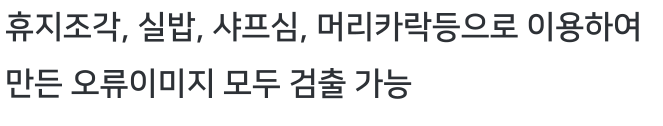 휴지조각, 실밥, 샤프심, 머리카락등으로 이용하여
만든 오류이미지 모두 검출 가능